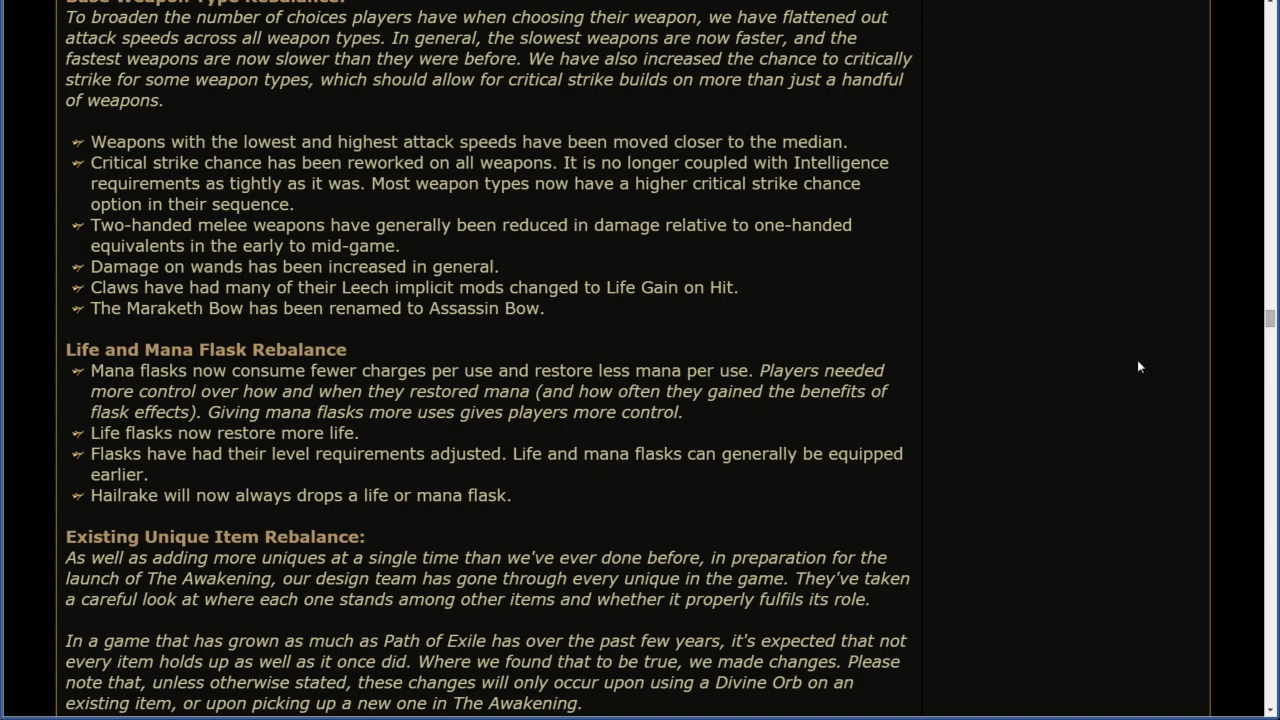 Base Weapon Type Rebalance:
To broaden the number of choices players have when choosing their weapon, we have flattened out
attack speeds across all weapon types. In general, the slowest weapons are now faster, and the
fastest weapons are now slower than they were before. We have also increased the chance to critically
strike for some weapon types, which should allow for critical strike builds on more than just a handful
of weapons.
Weapons with the lowest and highest attack speeds have been moved closer to the median.
Critical strike chance has been reworked on all weapons. It is no longer coupled with Intelligence
requirements as tightly as it was. Most weapon types now have a higher critical strike chance
option in their sequence.
Two-handed melee weapons have generally been reduced in damage relative to one-handed
equivalents in the early to mid-game.
Damage on wands has been increased in general.
Claws have had many of their Leech implicit mods changed to Life Gain on Hit.
The Maraketh Bow has been renamed to Assassin Bow.
Life and Mana Flask Rebalance
Mana flasks now consume fewer charges per use and restore less mana per use. Players needed
more control over how and when they restored mana (and how often they gained the benefits of
flask effects). Giving mana flasks more uses gives players more control.
Life flasks now restore more life.
Flasks have had their level requirements adjusted. Life and mana flasks can generally be equipped
earlier.
Hailrake will now always drops a life or mana flask.
Existing Unique Item Rebalance:
As well as adding more uniques at a single time than we've ever done before, in preparation for the
launch of The Awakening, our design team has gone through every unique in the game. They've taken
a careful look at where each one stands among other items and whether it properly fulfils its role.
In a game that has grown as much as Path of Exile has over the past few years, it's expected that not
every item holds up as well as it once did. Where we found that to be true, we made changes. Please
note that, unless otherwise stated, these changes will only occur upon using a Divine Orb on an
existing item, or upon picking up a new one in The Awakening.